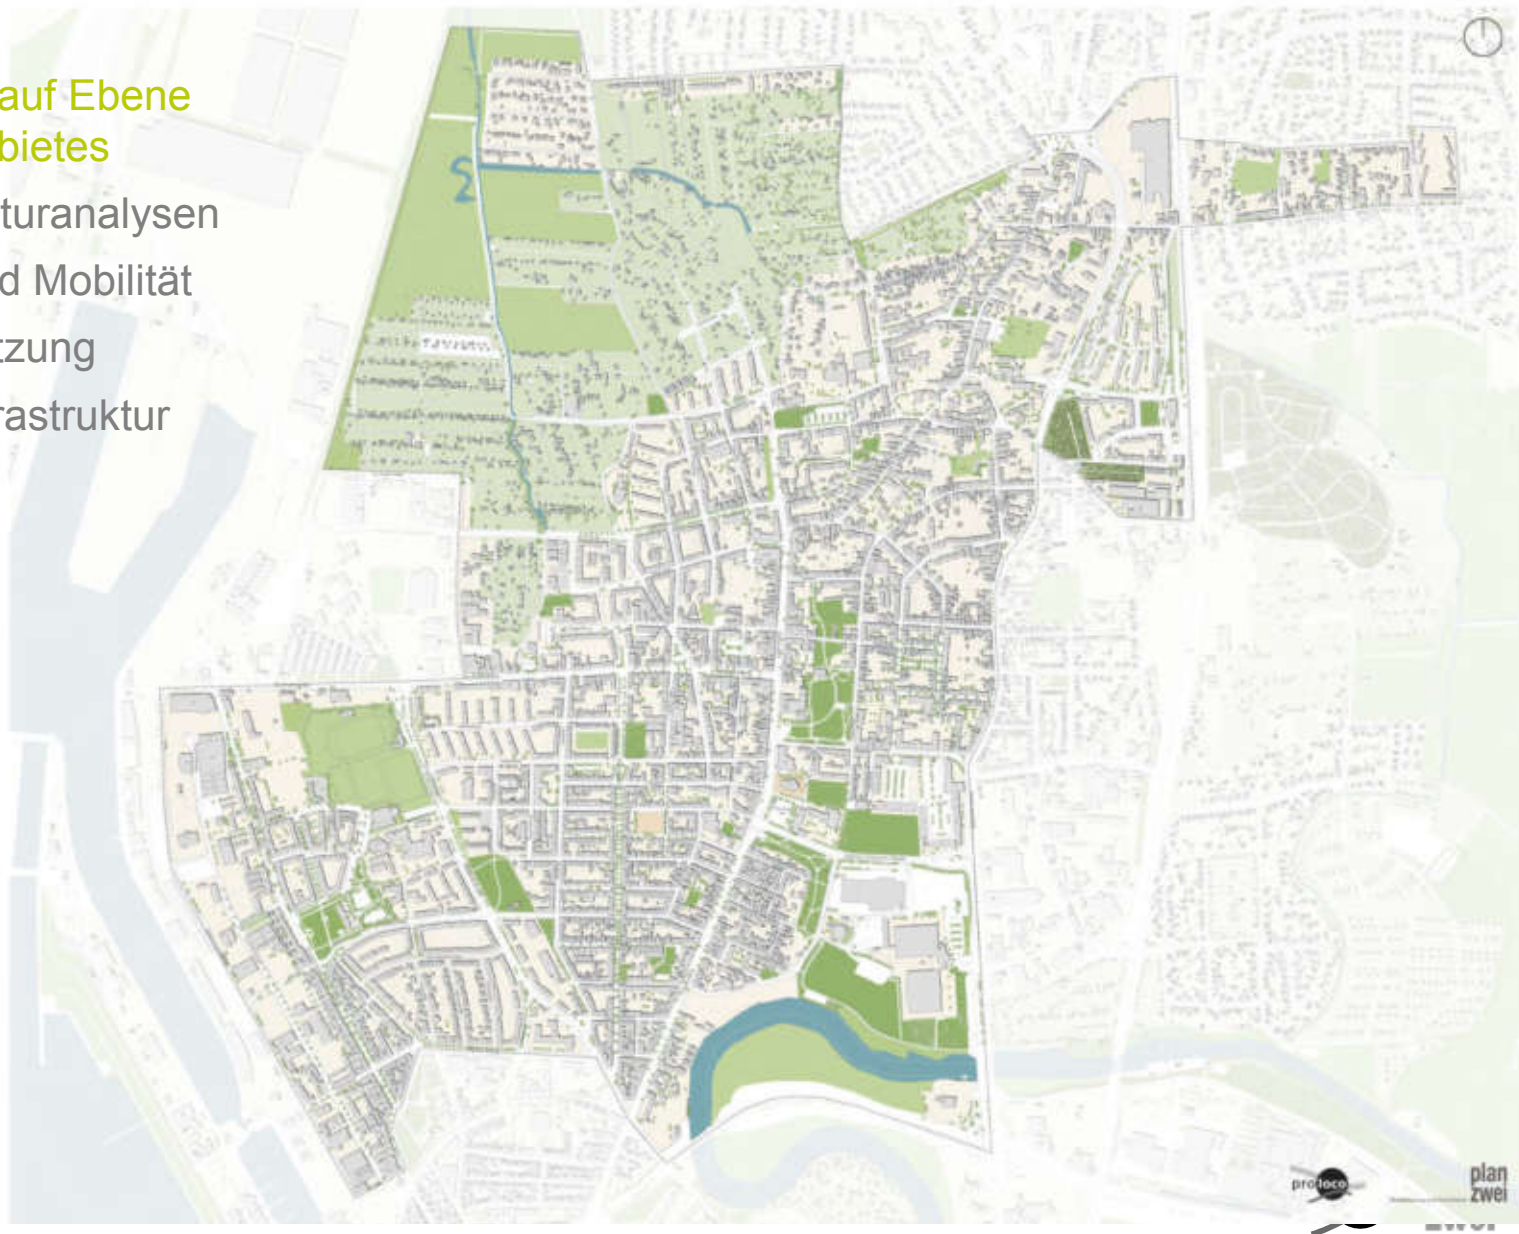 auf Ebene
bietes
turanalysen
d Mobilität
tzung
rastruktur
proloco
plan
zwei